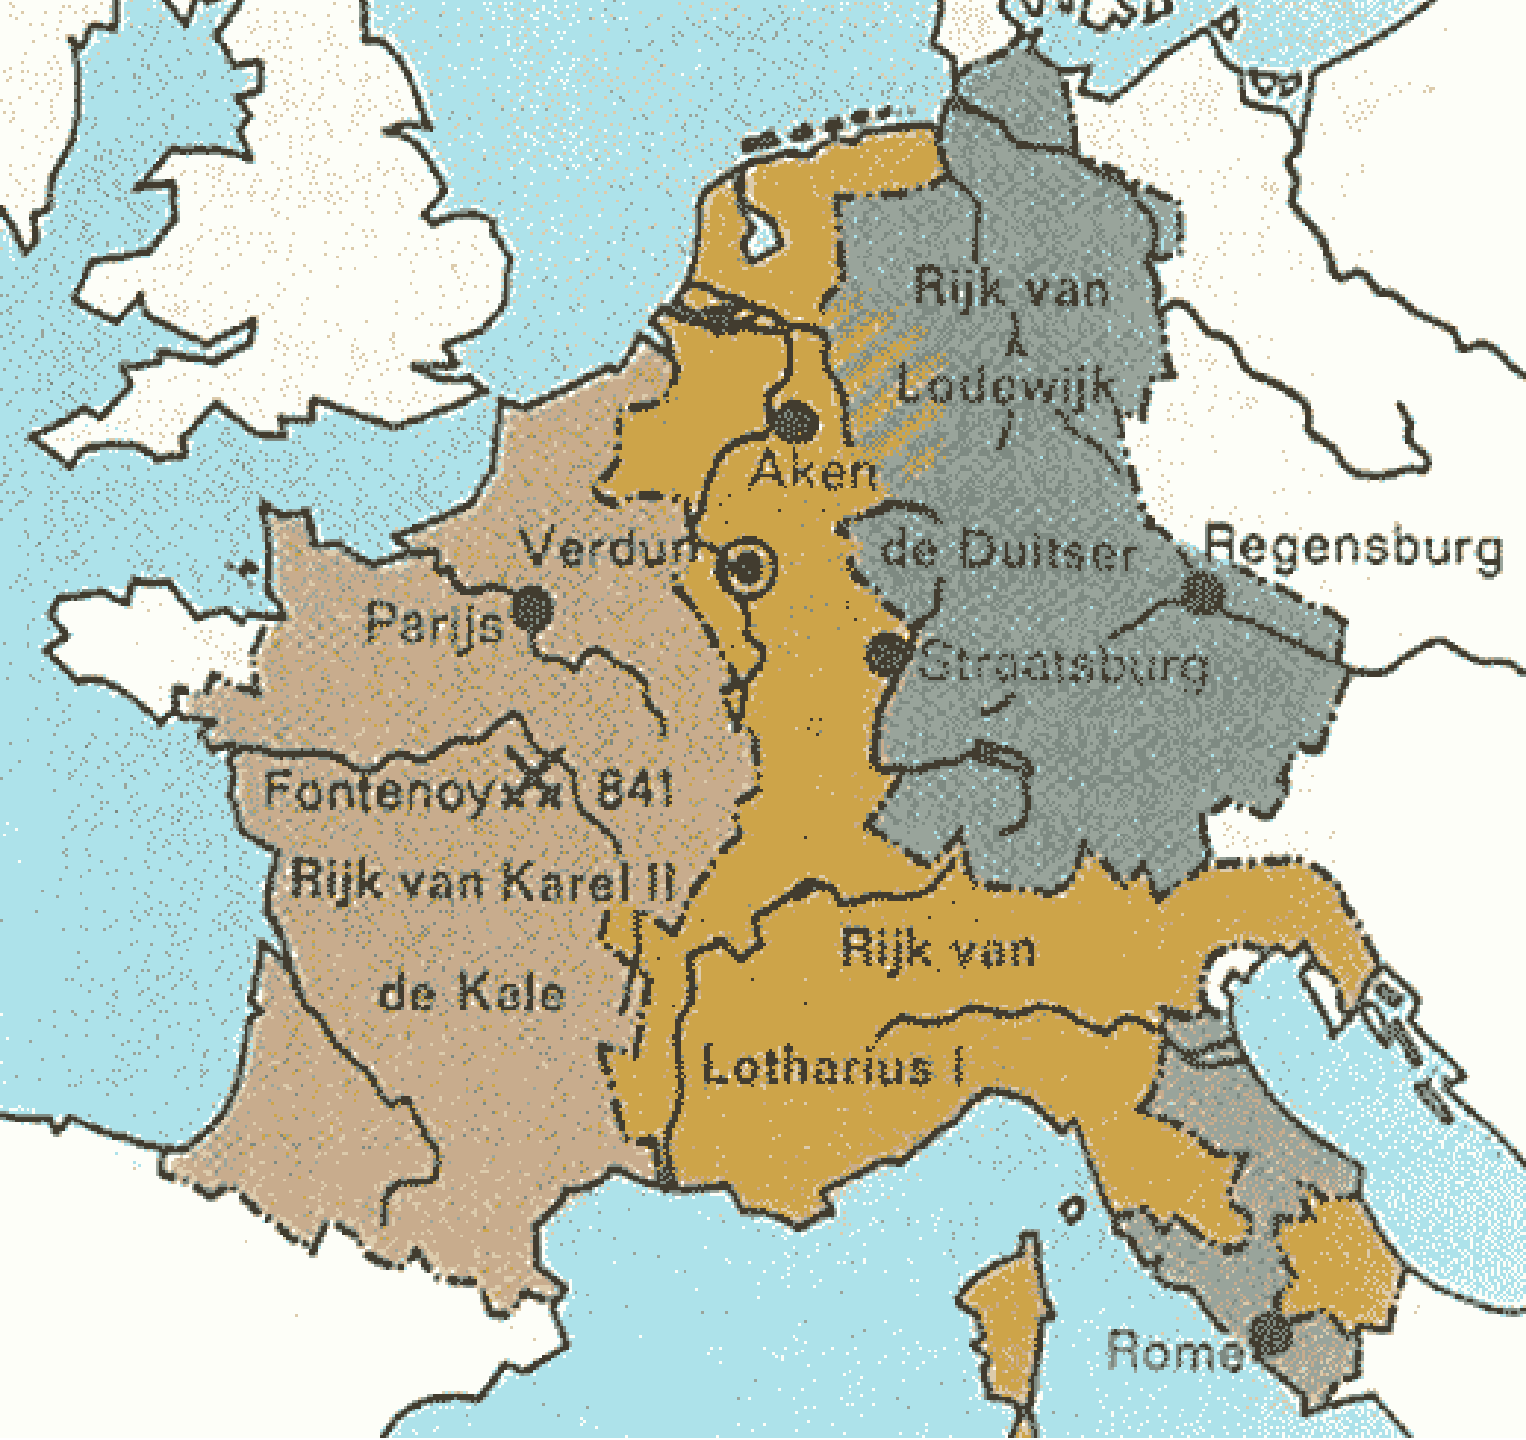 Rijk van
Lodewijk
Aken
Verdun
de Duitser
Regensburg
Parijs
Straatsburg
Fontenoy 841
Rijk van Karel II
de Kale
Rijk van
Lotharius I
Rome